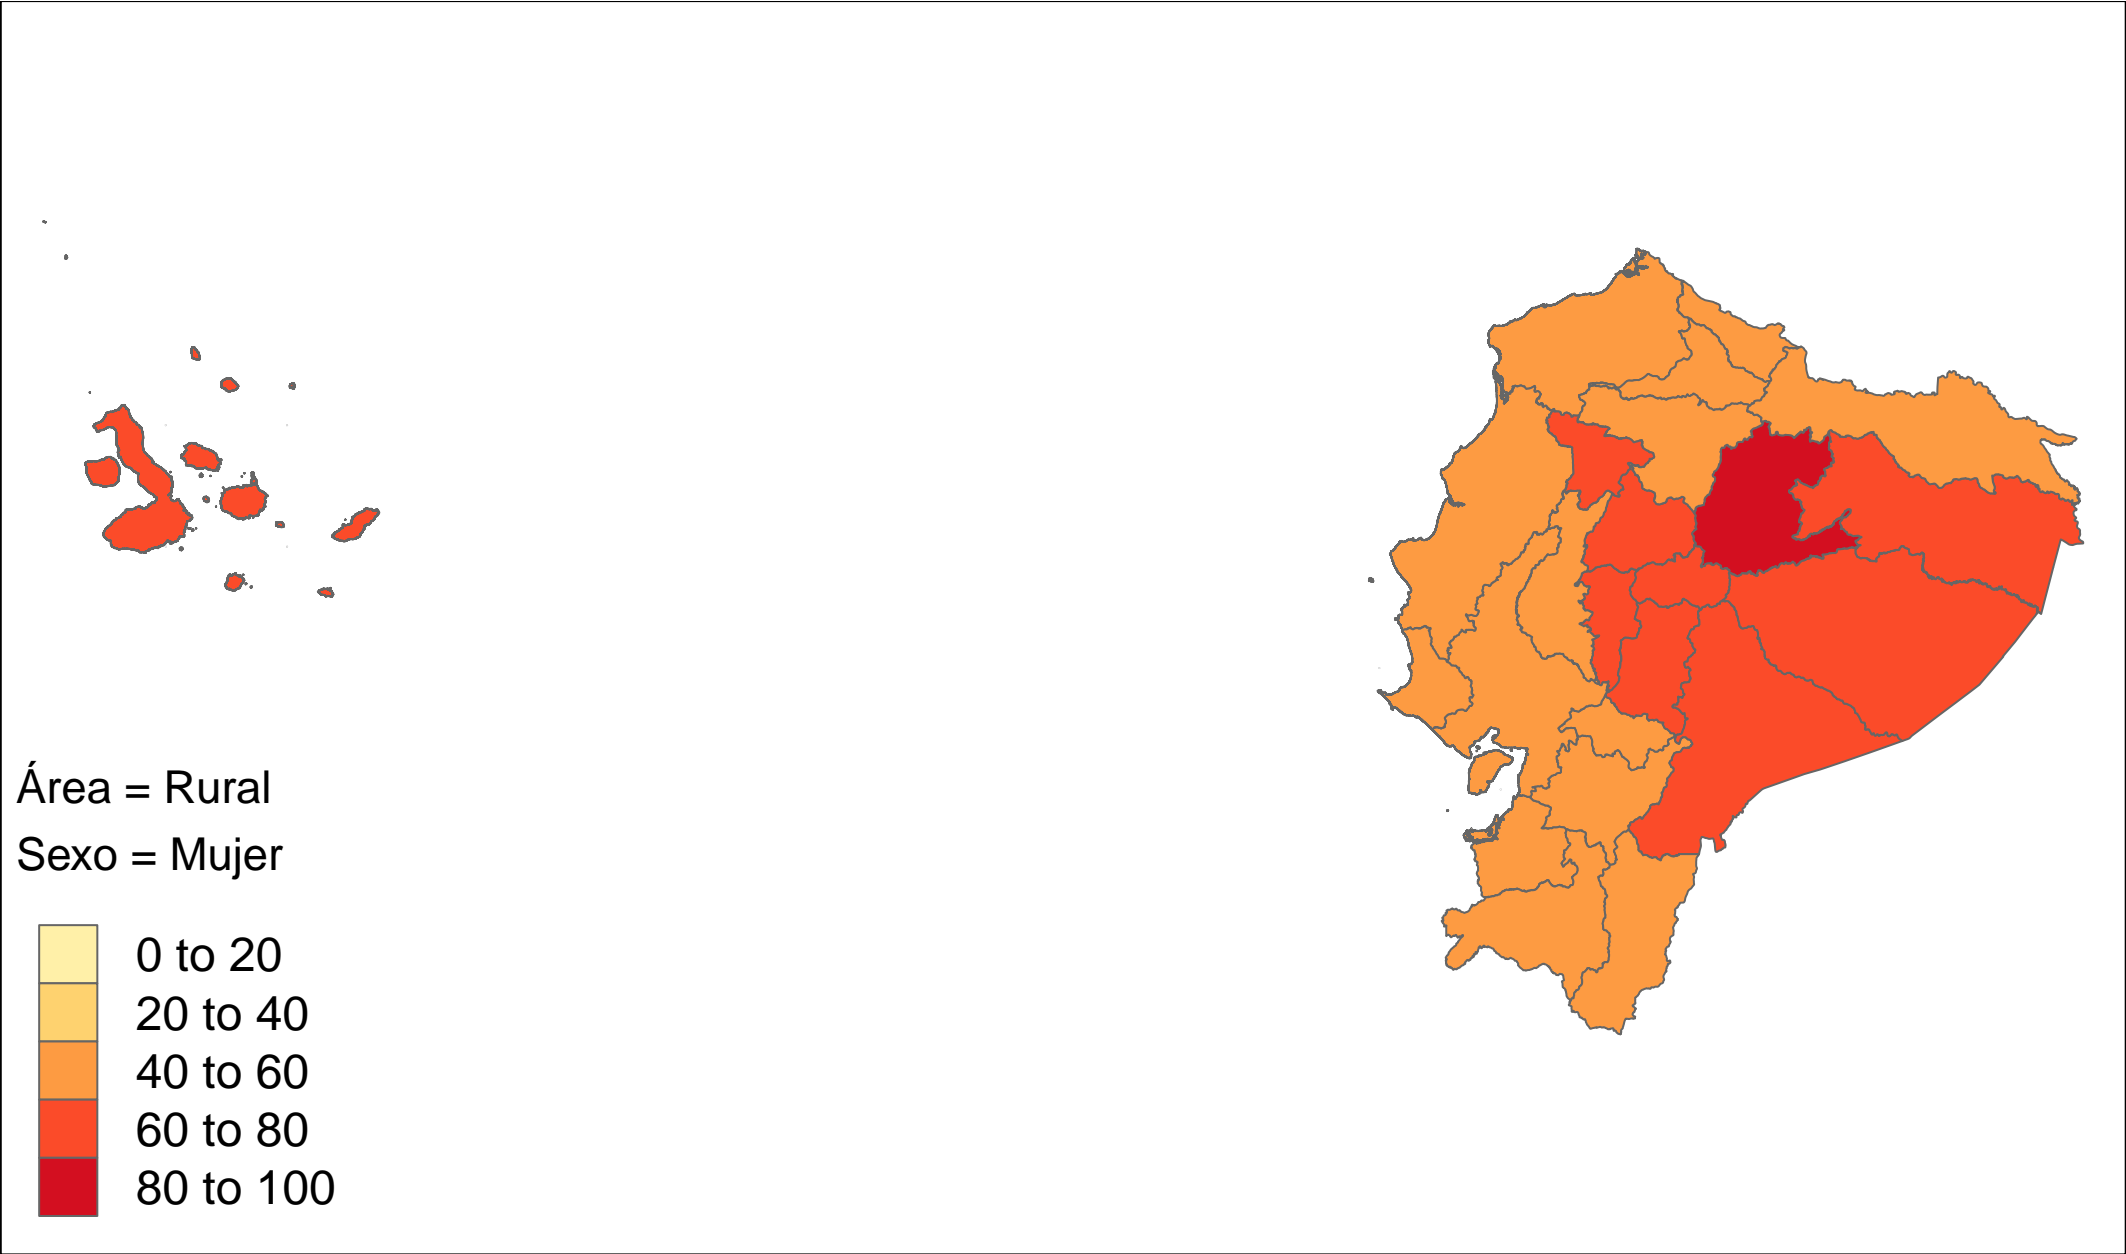 Área = Rural
Sexo = Mujer
0 to 20
20 to 40
40 to 60
60 to 80
80 to 100